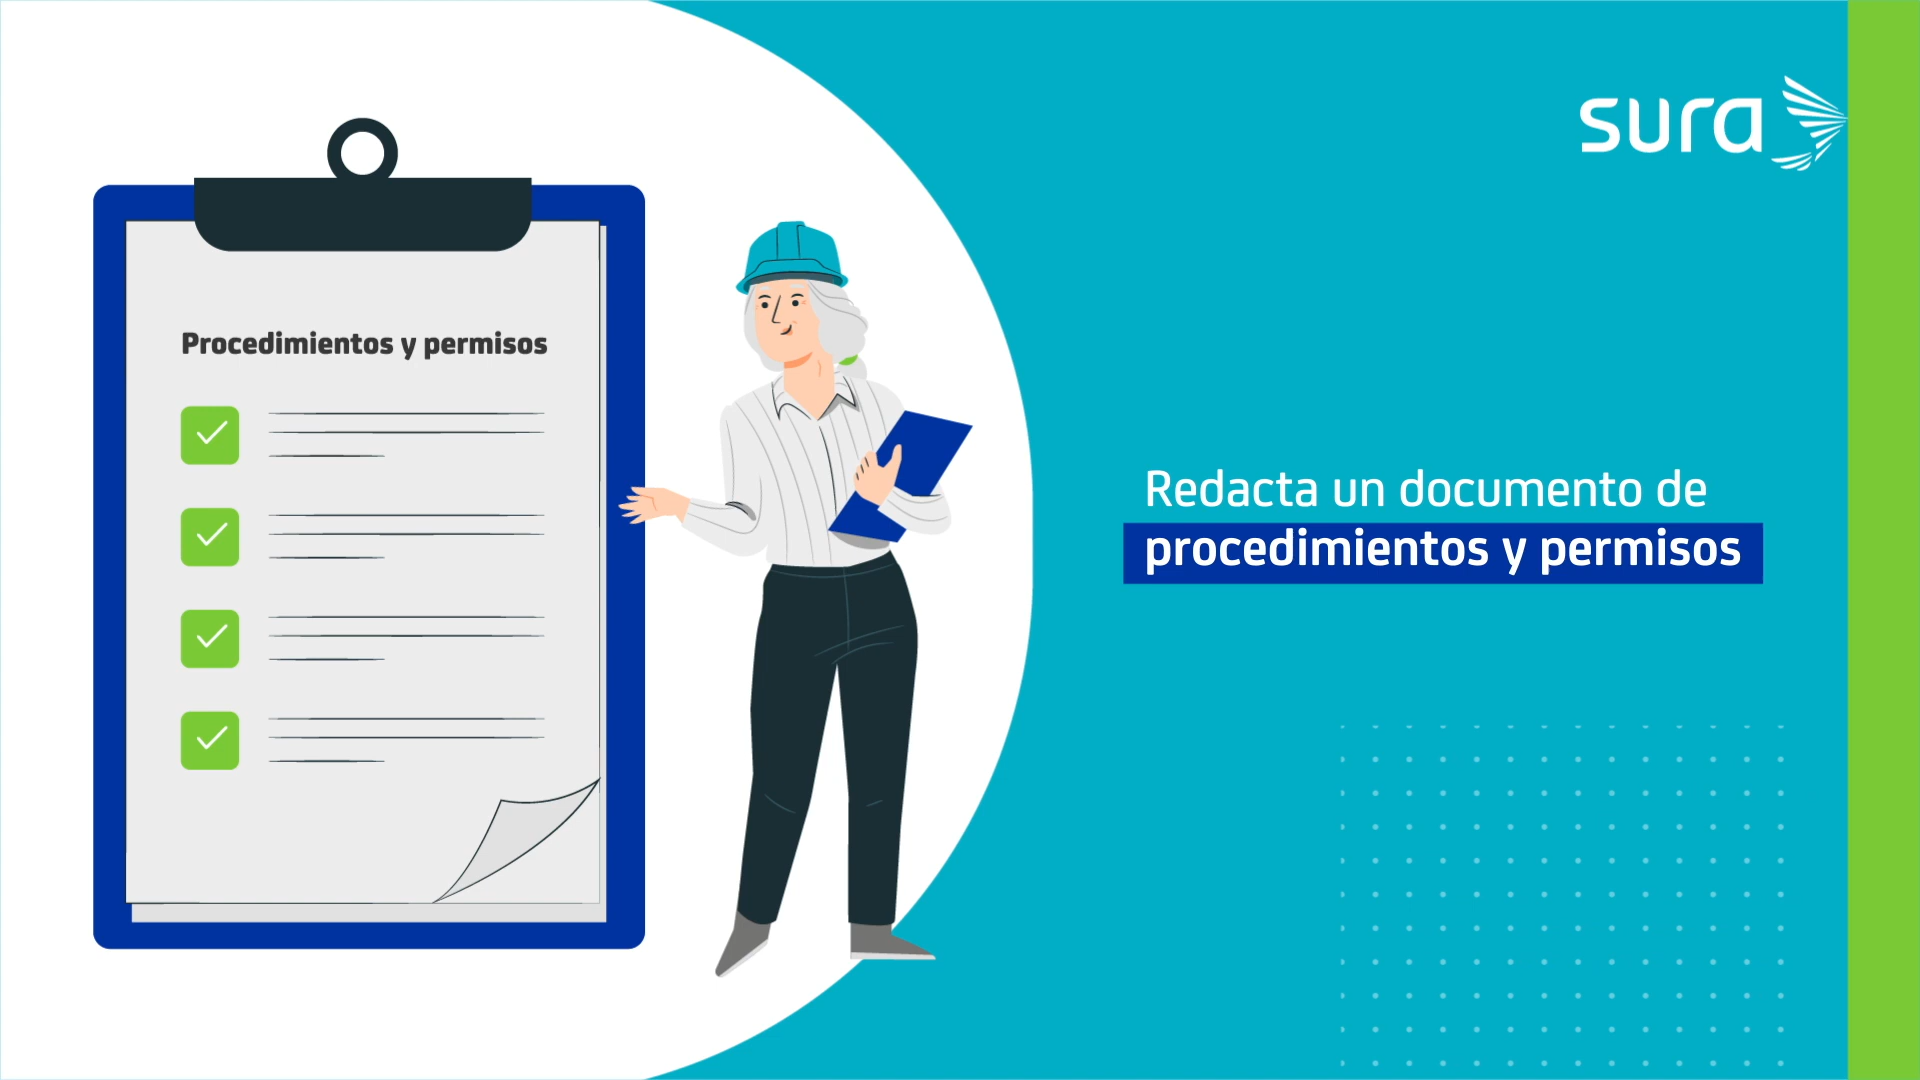 sura
Procedimientos y permisos
Redacta un documento de
procedimientos y permisos